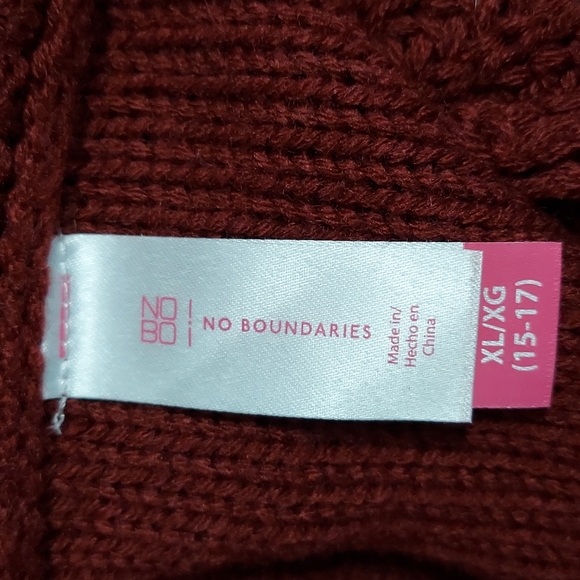 NO
BO
NO BOUNDARIES
Made in/
Hecho en
China
XL/XG
(15-17)